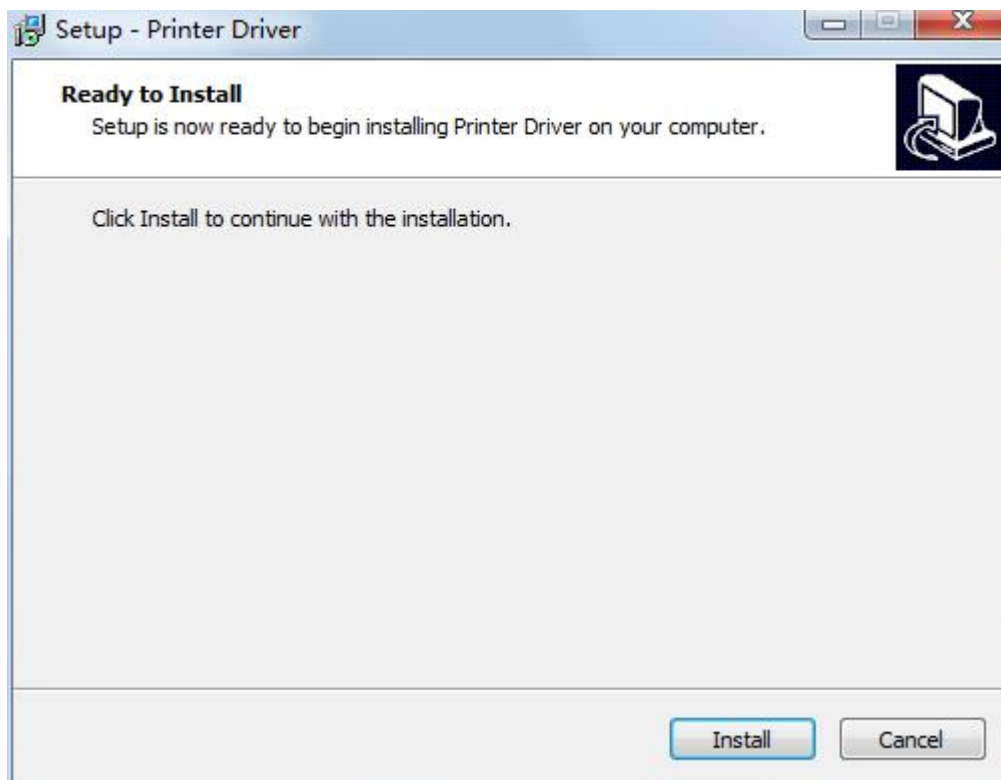 Setup - Printer Driver
Ready to Install
Setup is now ready to begin installing Printer Driver on your computer.
Click Install to continue with the installation.
Install
Cancel